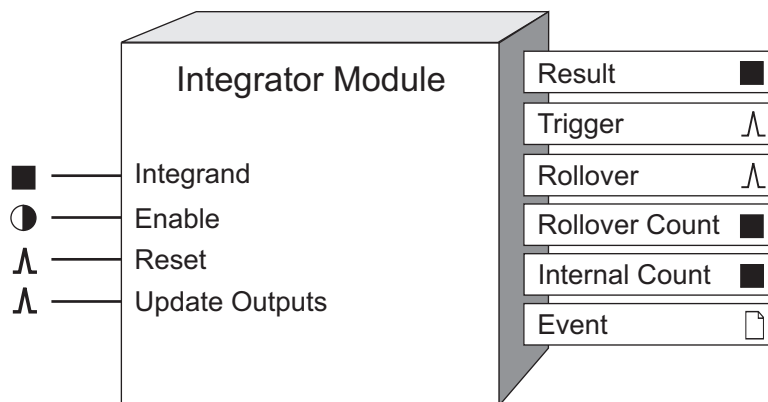 Integrator Module
Integrand
Enable
Reset
Update Outputs
Result
Trigger
Rollover
Rollover Count
Internal Count
Event